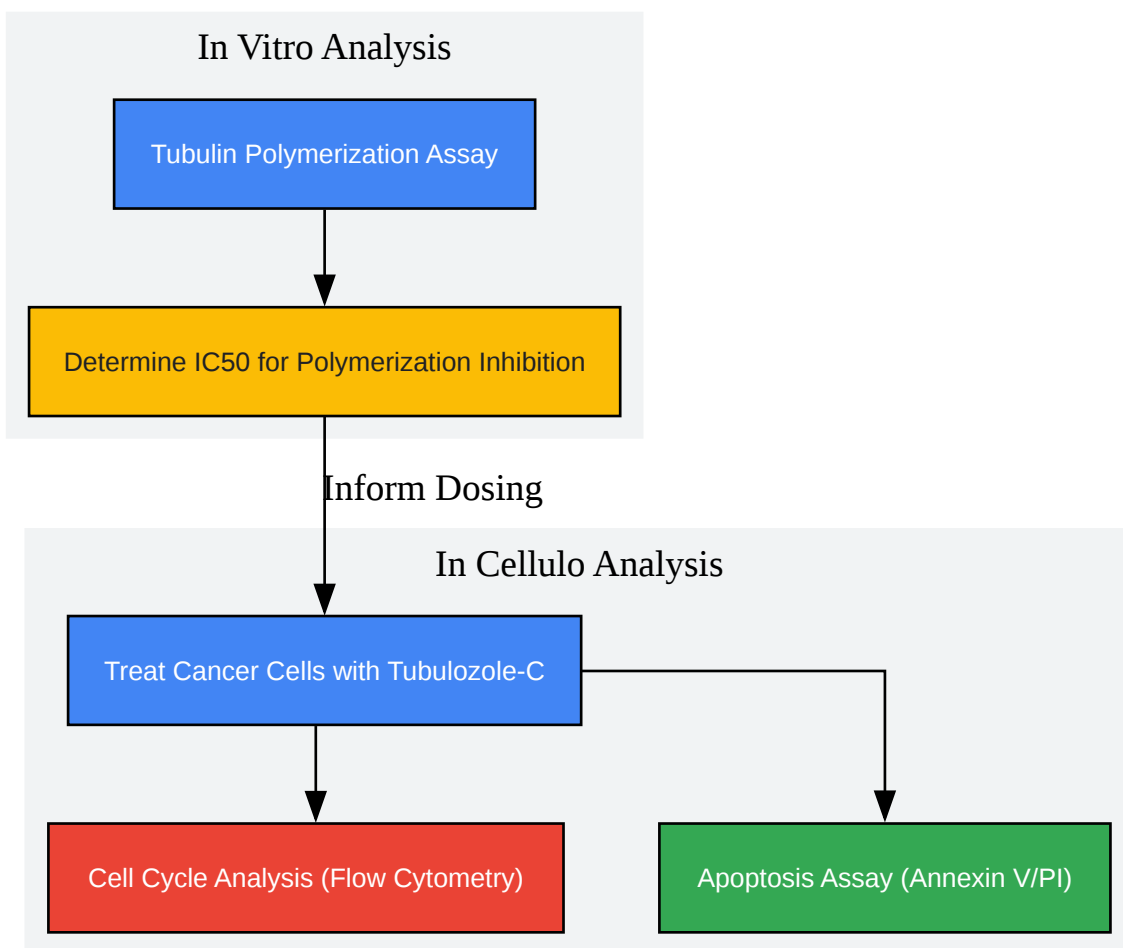 In Vitro Analysis
Tubulin Polymerization Assay
Determine IC50 for Polymerization Inhibition
Inform Dosing
In Cellulo Analysis
Treat Cancer Cells with Tubulozole-C
Cell Cycle Analysis (Flow Cytometry)
Apoptosis Assay (Annexin V/PI)